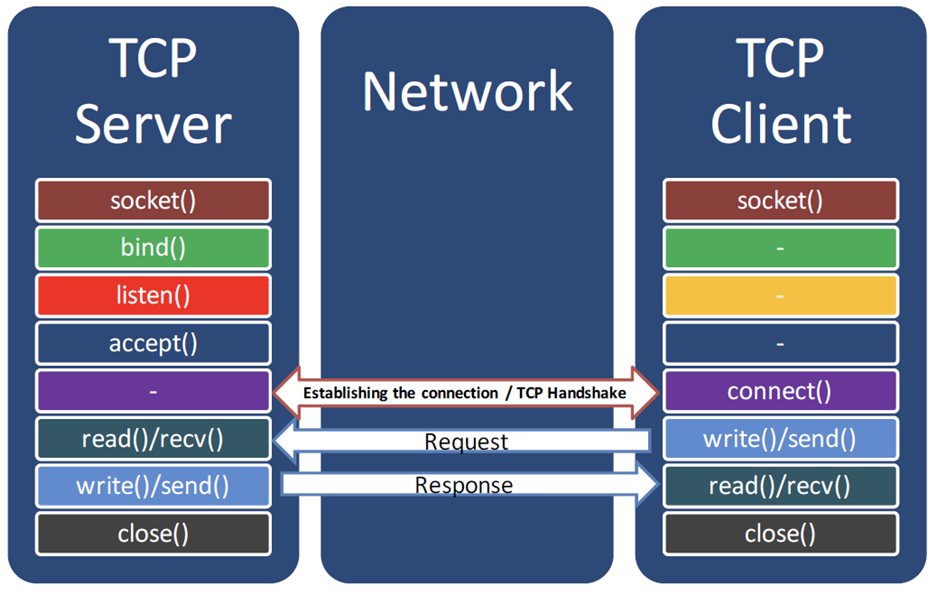 TCP
Server
socket()
bind()
listen()
accept()
-
read()/recv()
write()/send()
close()
Network
Establishing the connection / TCP Handshake
Request
Response
TCP
Client
socket()
-
-
-
connect()
write()/send()
read()/recv()
close()